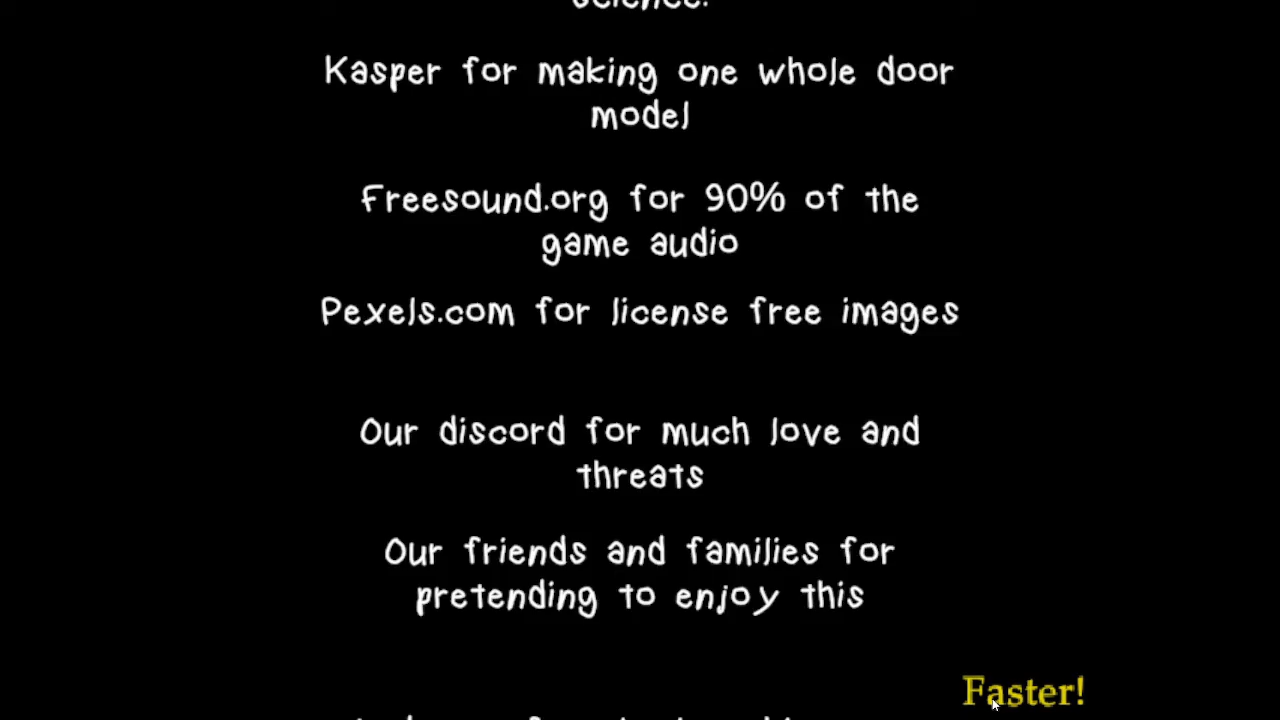 science.
Kasper for making one whole door
model
Freesound.org for 90% of the
game audio
Pexels.com for license free images
Our discord for much love and
threats
Our friends and families for
pretending to enjoy this
Faster!